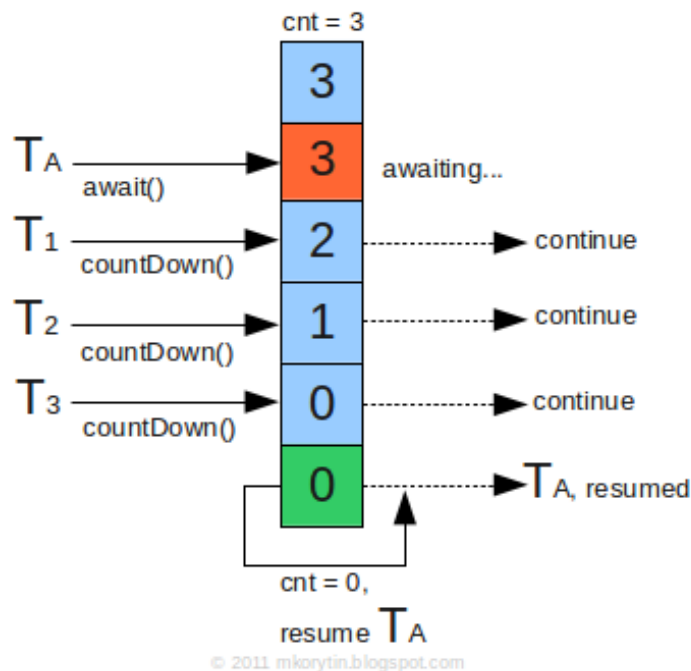 cnt = 3
3
TA
await()
3
awaiting...
T1
countDown()
2
continue
T2
countDown()
1
continue
T3
countDown()
0
continue
0
TA, resumed
cnt = 0,
resume TA
© 2011 mkorytin.blogspot.com